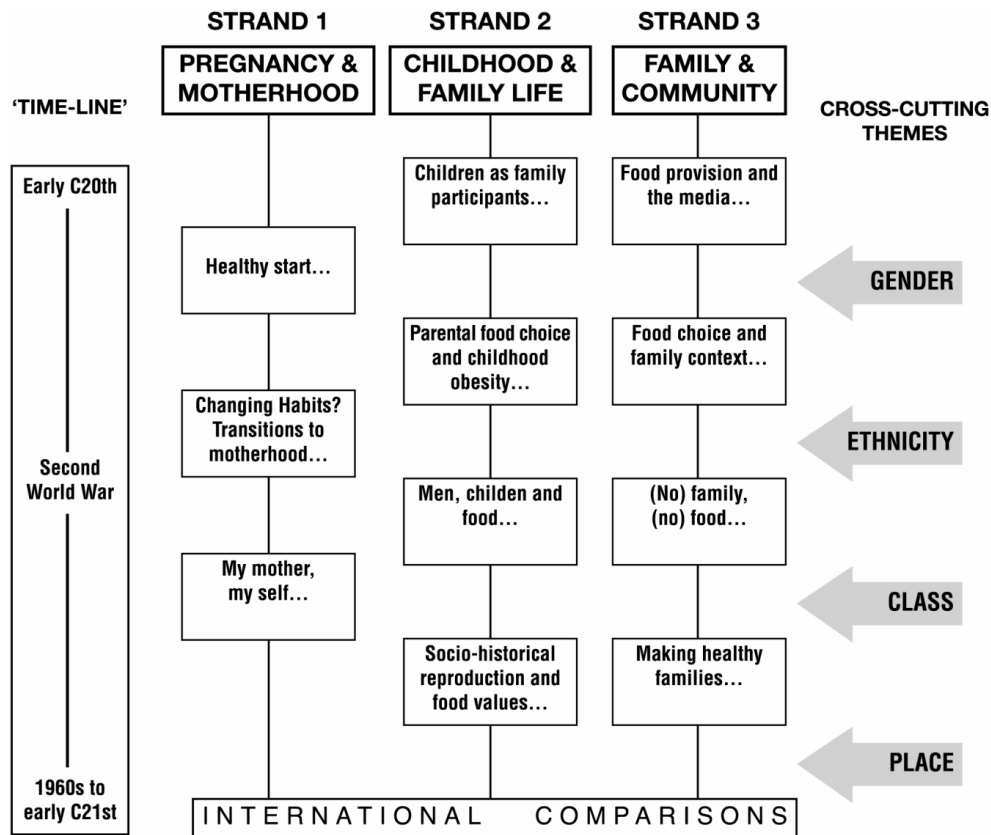 STRAND 1
PREGNANCY &
MOTHERHOOD
STRAND 2
CHILDHOOD &
FAMILY LIFE
STRAND 3
FAMILY &
COMMUNITY
'TIME-LINE'
CROSS-CUTTING
THEMES
Early C20th
Second
World War
1960s to
early C21st
Healthy start...
Changing Habits?
Transitions to
motherhood...
My mother,
my self...
Children as family
participants...
Parental food choice
and childhood
obesity...
Men, childen and
food...
Socio-historical
reproduction and
food values...
Food provision and
the media...
Food choice and
family context...
(No) family,
(no) food...
Making healthy
families...
GENDER
ETHNICITY
CLASS
PLACE
INTERNATIONAL COMPARISONS